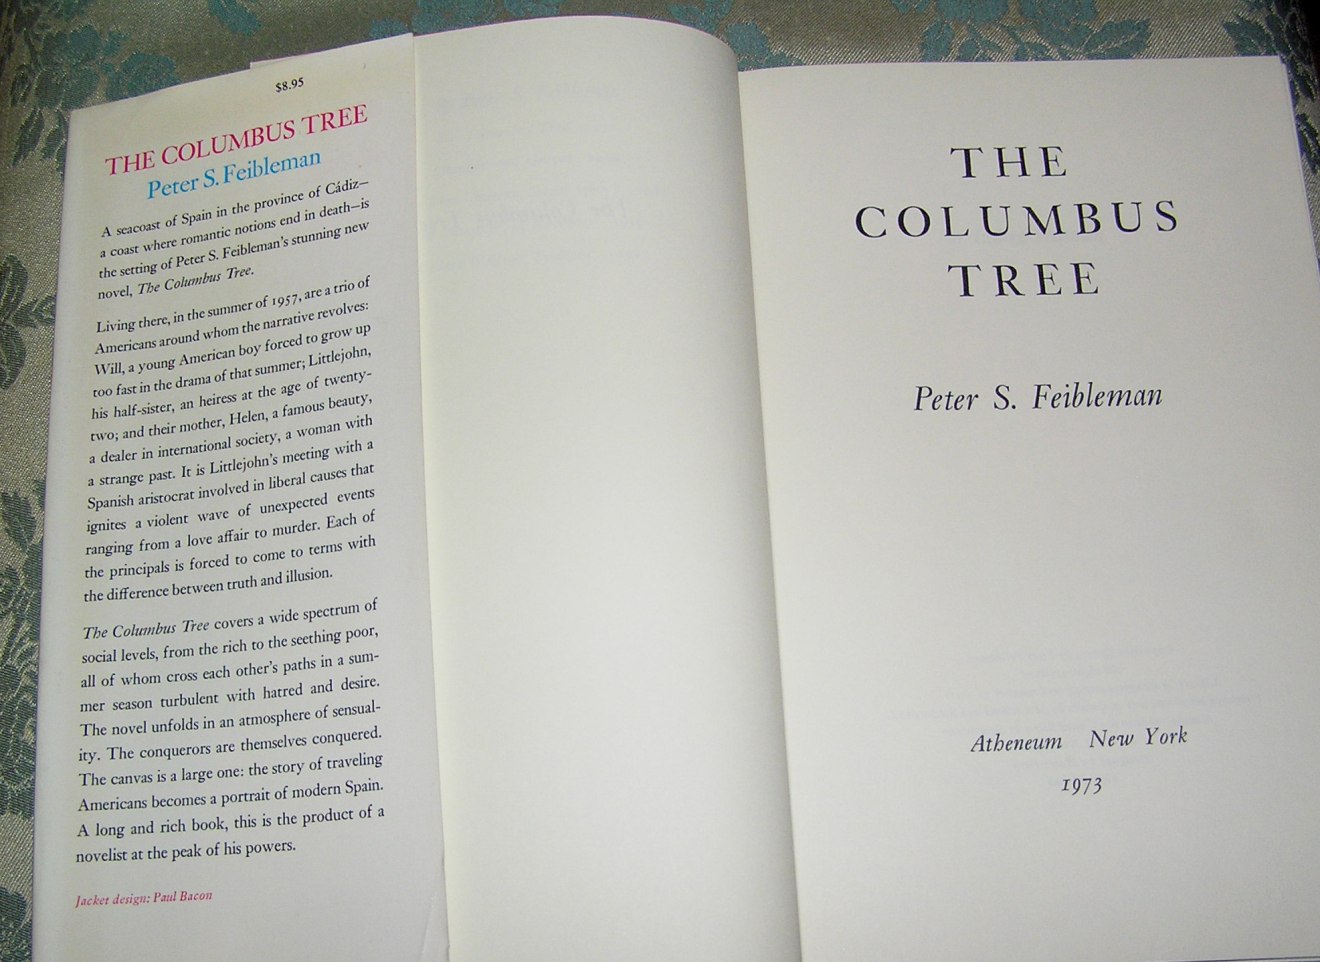 $8.95
THE COLUMBUS TREE
Peter S. Feibleman
A seacoast of Spain in the province of Cádiz—
a coast where romantic notions end in death—is
the setting of Peter S. Feibleman's stunning new
novel, The Columbus Tree.
Living there, in the summer of 1957, are a trio of
Americans around whom the narrative revolves:
Will, a young American boy forced to grow up
too fast in the drama of that summer; Littlejohn,
his half-sister, an heiress at the age of twenty-
two; and their mother, Helen, a famous beauty,
a dealer in international society, a woman with
a strange past. It is Littlejohn's meeting with a
Spanish aristocrat involved in liberal causes that
ignites a violent wave of unexpected events
ranging from a love affair to murder. Each of
the principals is forced to come to terms with
the difference between truth and illusion.
The Columbus Tree covers a wide spectrum of
social levels, from the rich to the seething poor,
all of whom cross each other's paths in a sum-
mer season turbulent with hatred and desire.
The novel unfolds in an atmosphere of sensual-
ity. The conquerors are themselves conquered.
The canvas is a large one: the story of traveling
Americans becomes a portrait of modern Spain.
A long and rich book, this is the product of a
novelist at the peak of his powers.
Jacket design: Paul Bacon
THE
COLUMBUS
TREE
Peter S. Feibleman
Atheneum New York
1973